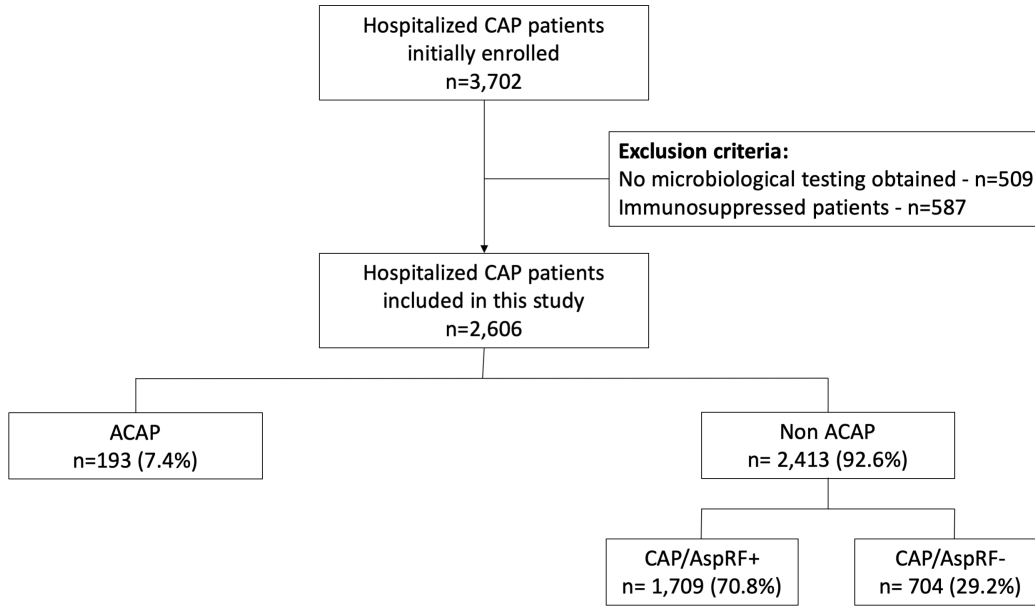 Hospitalized CAP patients
initially enrolled
n=3,702
Exclusion criteria:
No microbiological testing obtained - n=509
Immunosuppressed patients - n=587
Hospitalized CAP patients
included in this study
n=2,606
ACAP
n=193 (7.4%)
Non ACAP
n= 2,413 (92.6%)
CAP/AspRF+
n= 1,709 (70.8%)
CAP/AspRF-
n= 704 (29.2%)